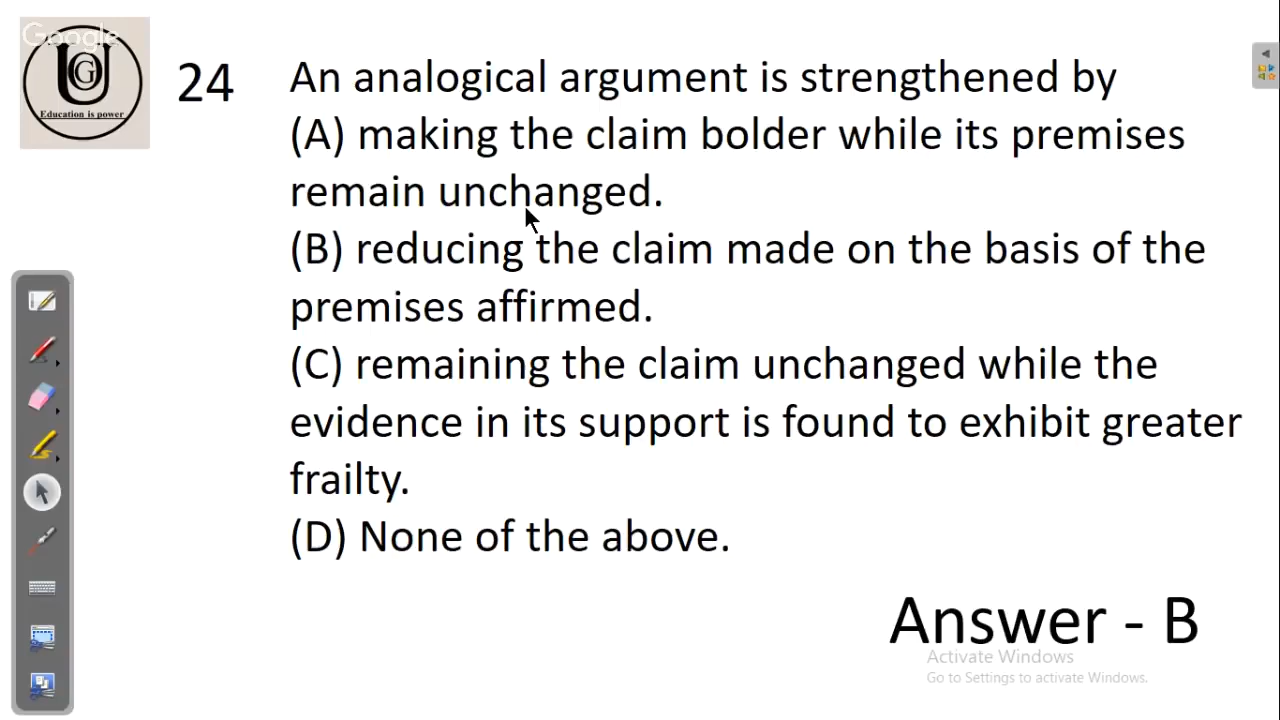 Google
UGC
Education is power
24
An analogical argument is strengthened by
(A) making the claim bolder while its premises
remain unchanged.
(B) reducing the claim made on the basis of the
premises affirmed.
(C) remaining the claim unchanged while the
evidence in its support is found to exhibit greater
frailty.
(D) None of the above.
Answer - B
Activate Windows
Go to Settings to activate Windows.